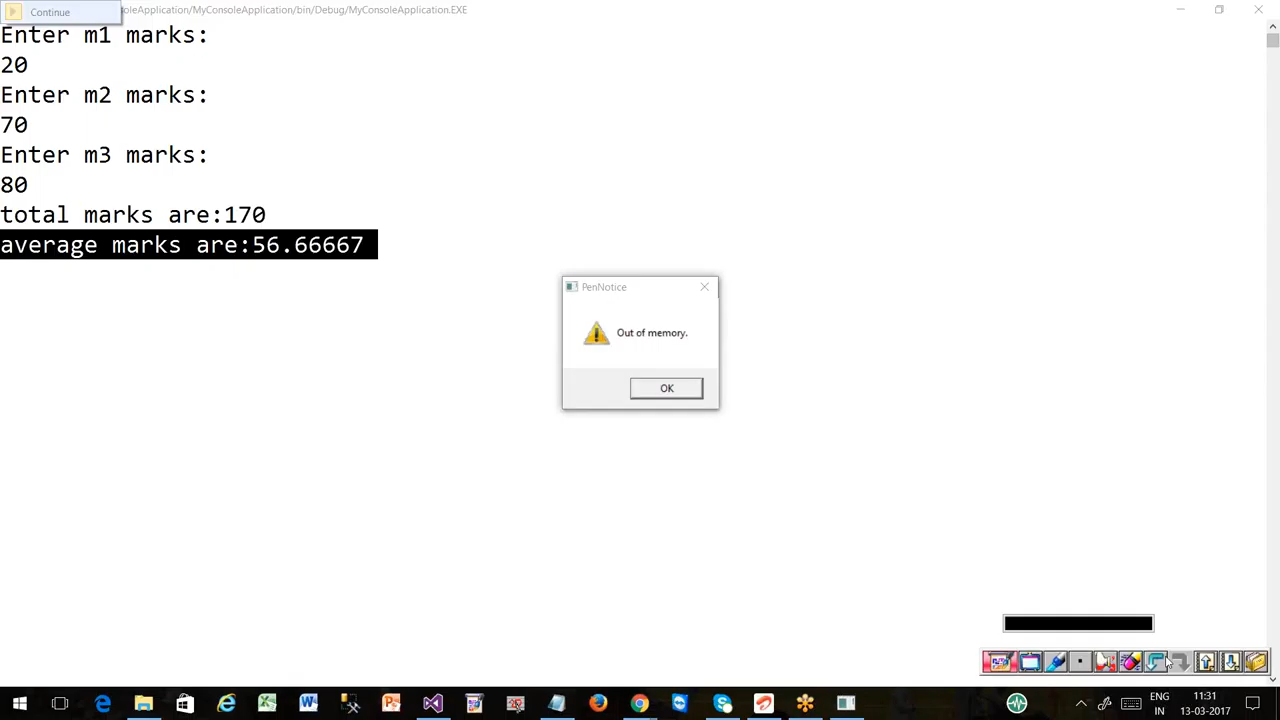 Continue
oleApplication/MyConsoleApplication/bin/Debug/MyConsoleApplication.EXE
Enter m1 marks:
20
Enter m2 marks:
70
Enter m3 marks:
80
total marks are:170
average marks are:56.66667
PenNotice
Out of memory.
OK
ENG
IN
11:31
13-03-2017